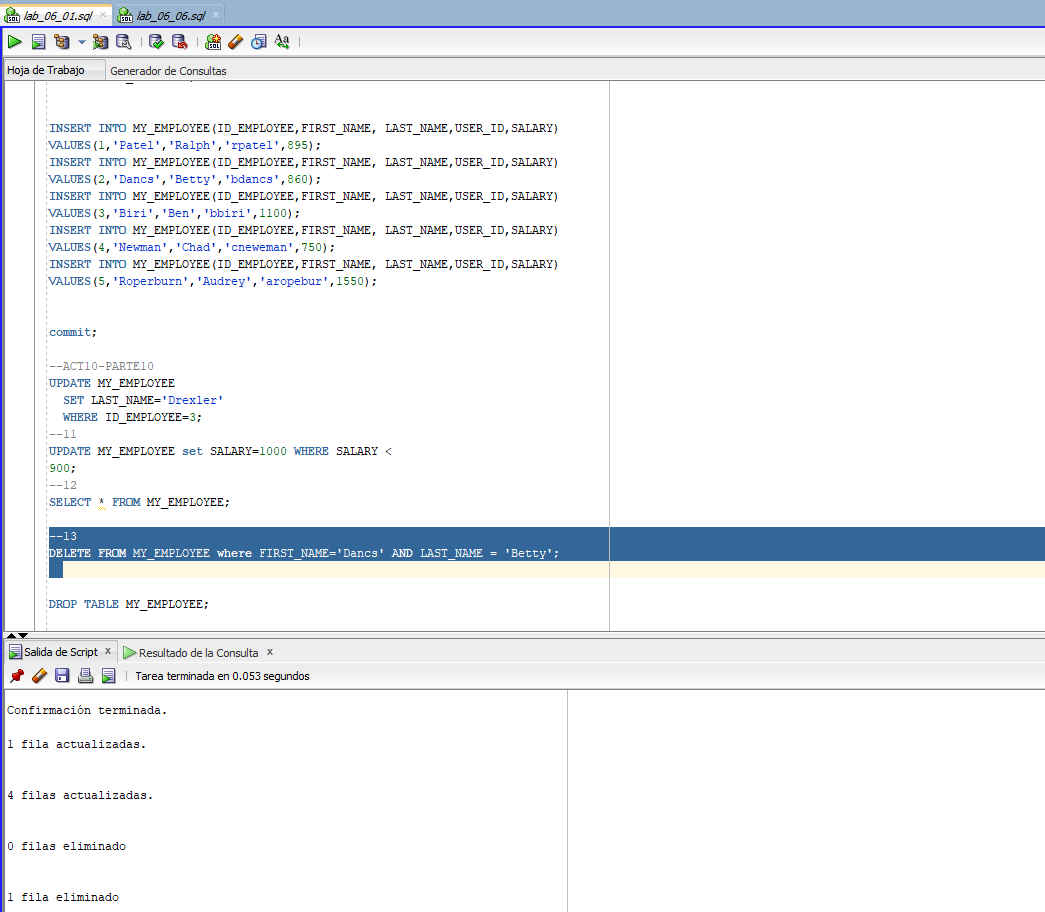 lab_06_01.sql lab_06_06.sql
Hoja de Trabajo Generador de Consultas
INSERT INTO MY_EMPLOYEE(ID_EMPLOYEE,FIRST_NAME, LAST_NAME,USER_ID,SALARY)
VALUES(1,'Patel','Ralph','rpatel',895);
INSERT INTO MY_EMPLOYEE(ID_EMPLOYEE,FIRST_NAME, LAST_NAME,USER_ID,SALARY)
VALUES(2,'Dancs','Betty','bdancs',860);
INSERT INTO MY_EMPLOYEE(ID_EMPLOYEE,FIRST_NAME, LAST_NAME,USER_ID,SALARY)
VALUES(3,'Biri','Ben','bbiri',1100);
INSERT INTO MY_EMPLOYEE(ID_EMPLOYEE,FIRST_NAME, LAST_NAME,USER_ID,SALARY)
VALUES(4,'Newman','Chad','cneweman',750);
INSERT INTO MY_EMPLOYEE(ID_EMPLOYEE,FIRST_NAME, LAST_NAME,USER_ID,SALARY)
VALUES(5,'Roperburn','Audrey','aropebur',1550);
commit;
--ACT10-PARTE10
UPDATE MY_EMPLOYEE
SET LAST_NAME='Drexler'
WHERE ID_EMPLOYEE=3;
--11
UPDATE MY_EMPLOYEE set SALARY=1000 WHERE SALARY <
900;
--12
SELECT * FROM MY_EMPLOYEE;
--13
DELETE FROM MY_EMPLOYEE where FIRST_NAME='Dancs' AND LAST_NAME = 'Betty';
DROP TABLE MY_EMPLOYEE;
Salida de Script x Resultado de la Consulta x
Tarea terminada en 0.053 segundos
Confirmación terminada.
1 fila actualizadas.
4 filas actualizadas.
0 filas eliminado
1 fila eliminado